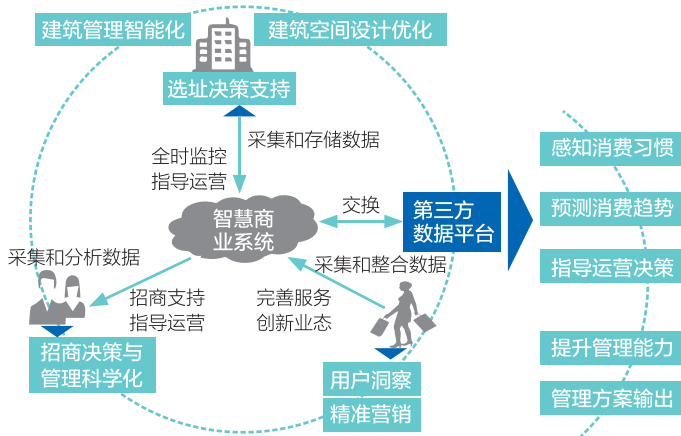 建筑管理智能化
建筑空间设计优化
选址决策支持
采集和存储数据
全时监控
指导运营
智慧商
业系统
交换
第三方
数据平台
采集和分析数据
招商支持
指导运营
采集和整合数据
完善服务
创新业态
招商决策与
管理科学化
用户洞察
精准营销
感知消费习惯
预测消费趋势
指导运营决策
提升管理能力
管理方案输出